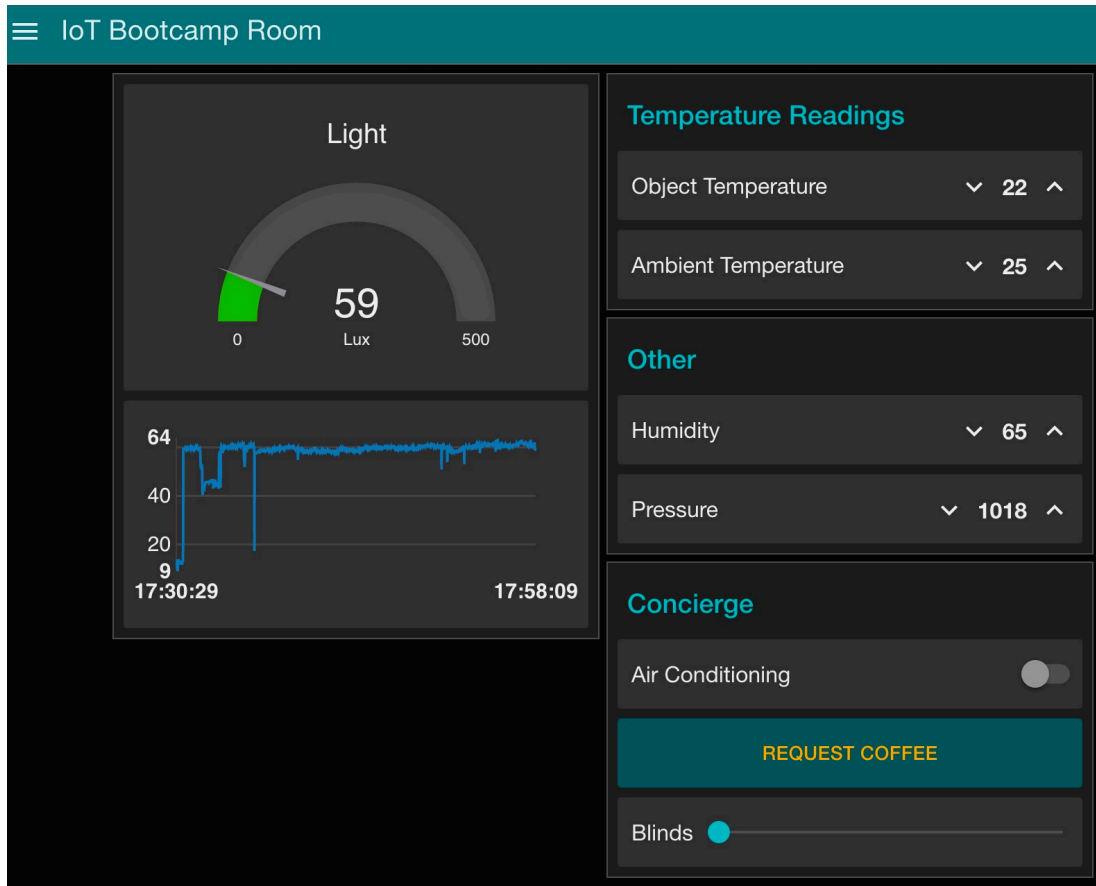 IoT Bootcamp Room
Light
59
0 Lux 500
64
40
20
9
17:30:29 17:58:09
Temperature Readings
Object Temperature 22
Ambient Temperature 25
Other
Humidity 65
Pressure 1018
Concierge
Air Conditioning
REQUEST COFFEE
Blinds